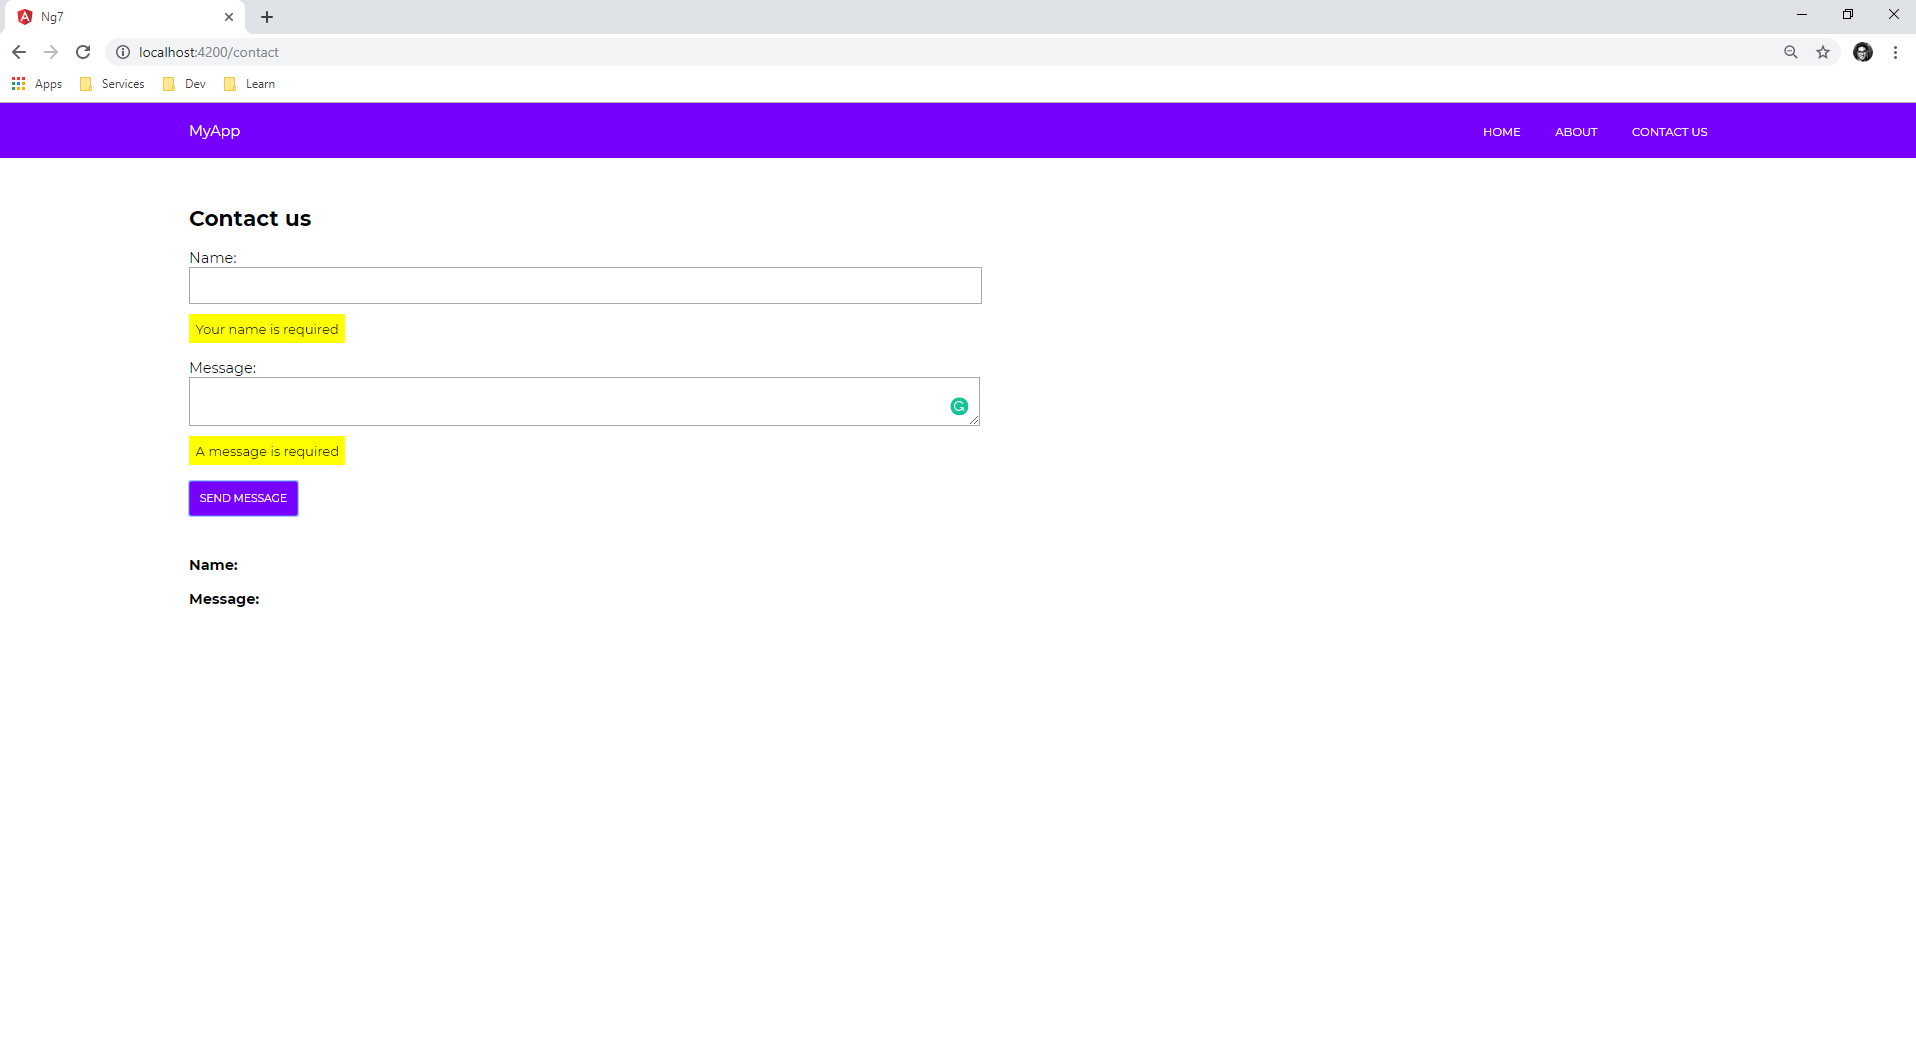 Ng7
localhost:4200/contact
Apps Services Dev Learn
MyApp HOME ABOUT CONTACT US
Contact us
Name:
Your name is required
Message:
A message is required
SEND MESSAGE
Name:
Message: